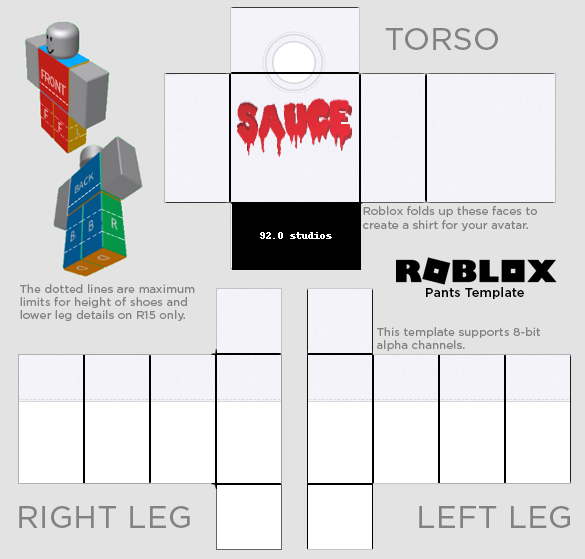 TORSO
FRONT
F
F
L
SAUCE
BACK
B
B
R
92.0 studios
Roblox folds up these faces to
create a shirt for your avatar.
ROBLOX
Pants Template
The dotted lines are maximum
limits for height of shoes and
lower leg details on R15 only.
This template supports 8-bit
alpha channels.
RIGHT LEG
LEFT LEG